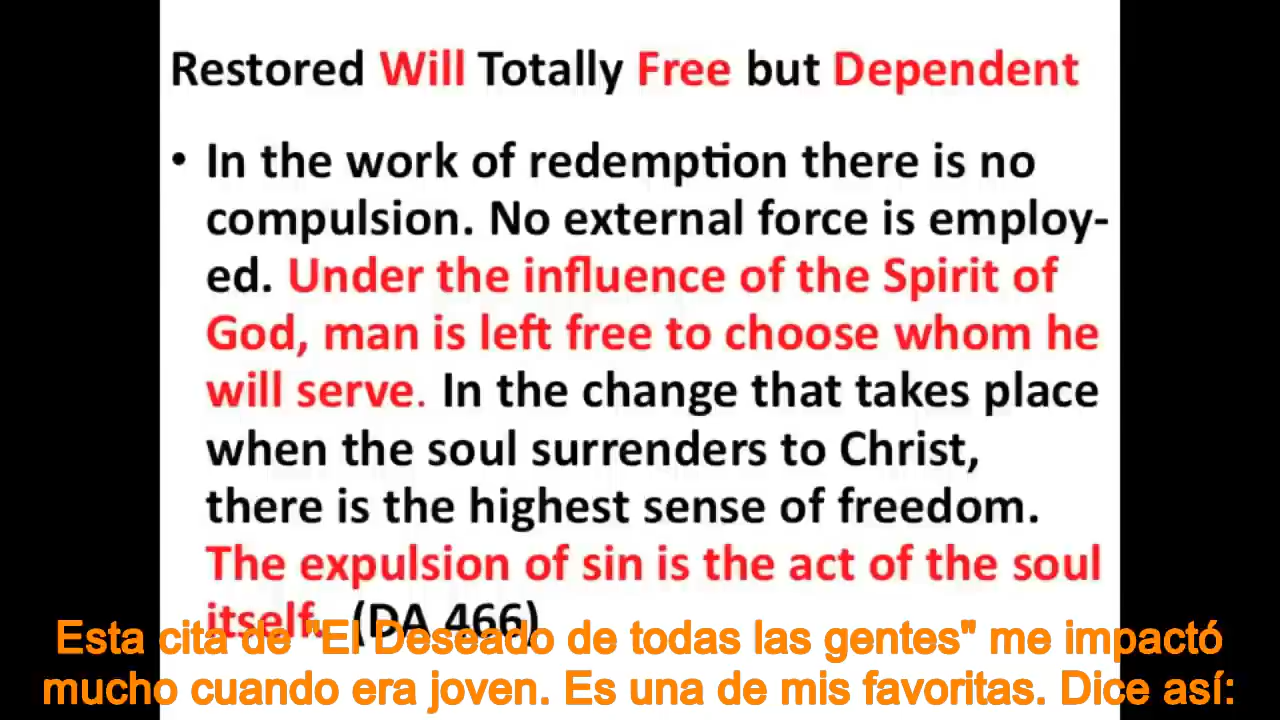 Restored Will Totally Free but Dependent
• In the work of redemption there is no
compulsion. No external force is employ-
ed. Under the influence of the Spirit of
God, man is left free to choose whom he
will serve. In the change that takes place
when the soul surrenders to Christ,
there is the highest sense of freedom.
The expulsion of sin is the act of the soul
itself. (DA 466)
Esta cita de "El Deseado de todas las gentes" me impactó
mucho cuando era joven. Es una de mis favoritas. Dice así: